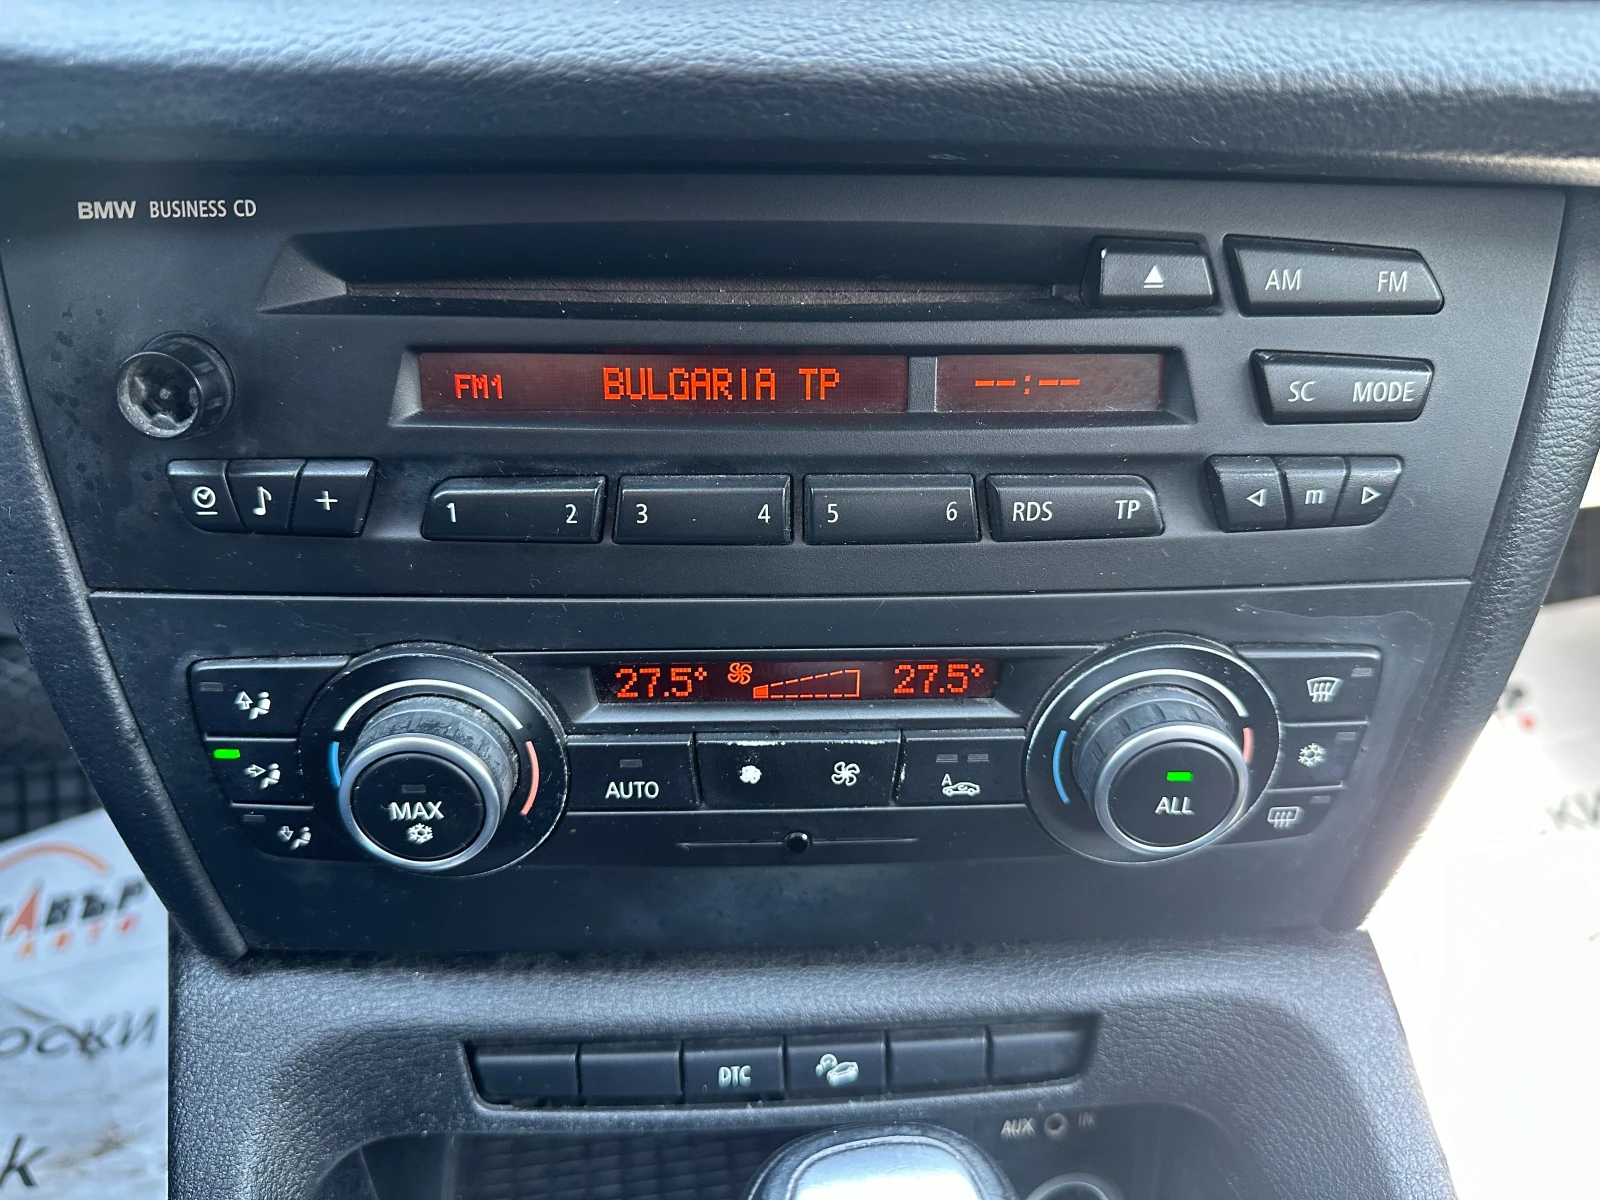 BMW BUSINESS CD
AM FM
FM1 BULGARIA TP --:--
SC MODE
1 2 3 4 5 6 RDS TP m
27.5° 27.5°
AUTO A
MAX ALL
АВТО
DTC
AUX IN